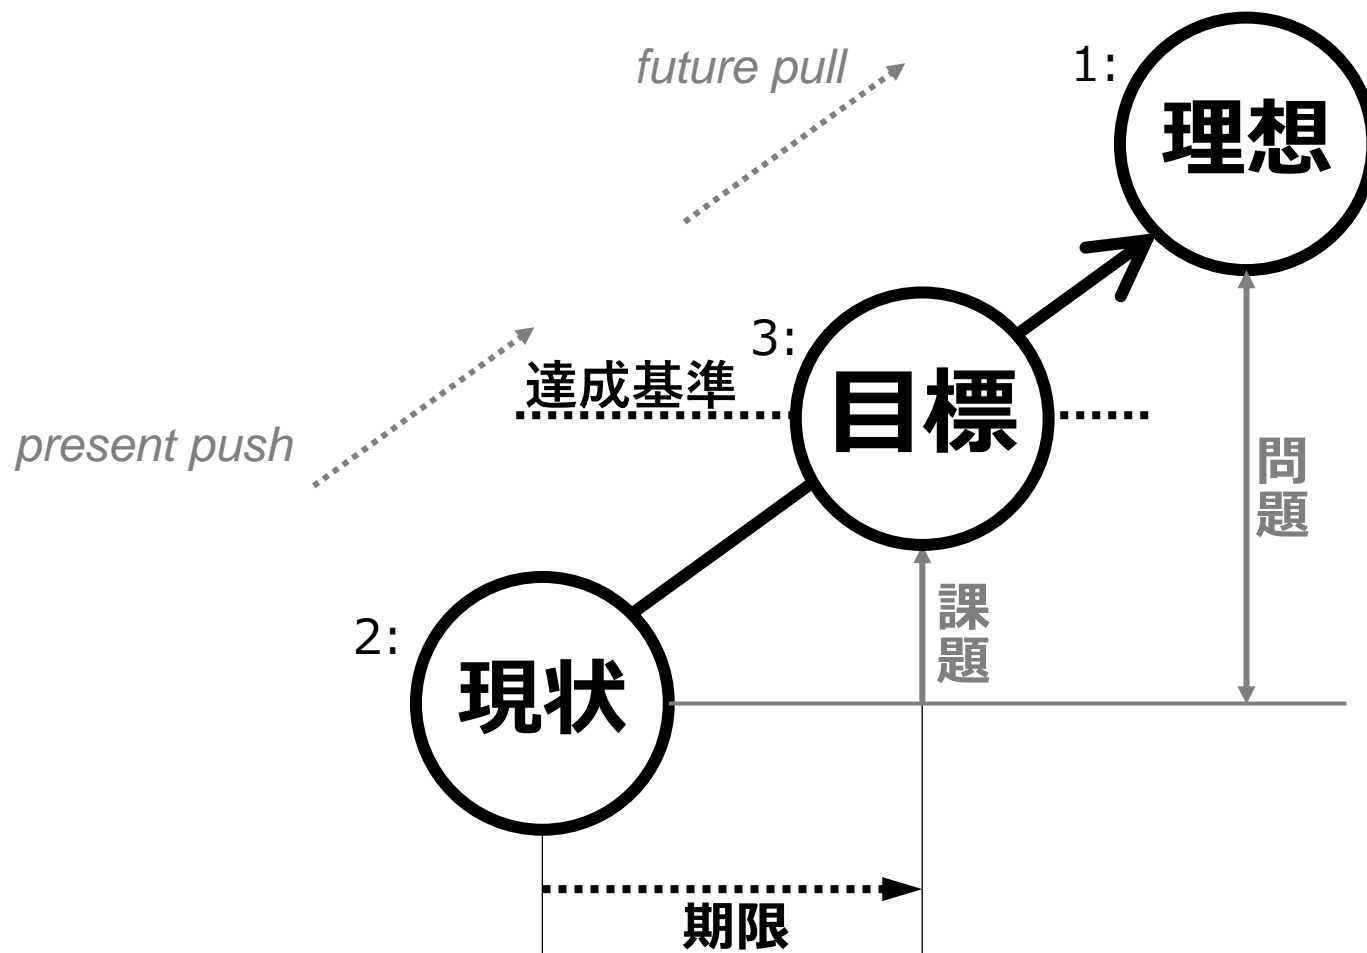 future pull
1:
理想
3:
達成基準
目標
present push
問題
課題
2:
現状
期限